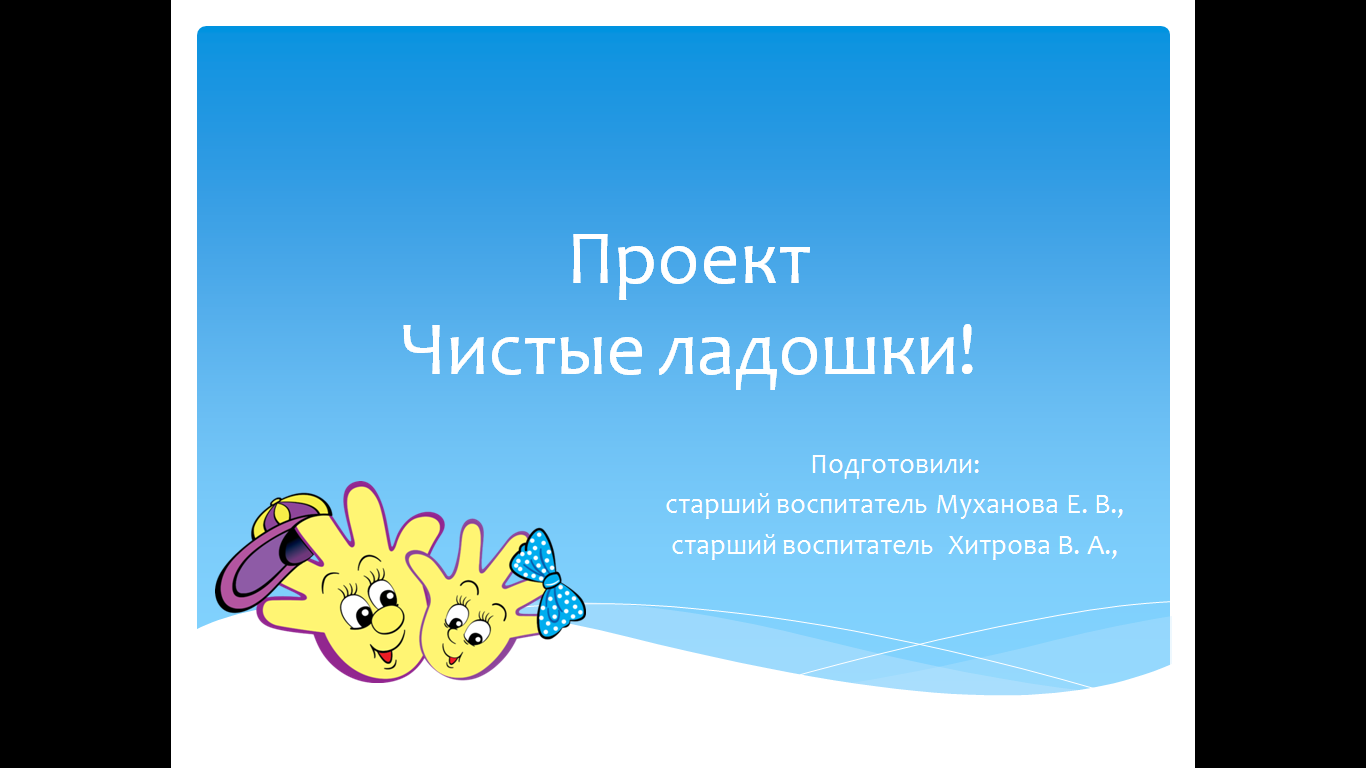 Проект
Чистые ладошки!
Подготовили:
старший воспитатель Муханова Е. В.,
старший воспитатель Хитрова В. А.,